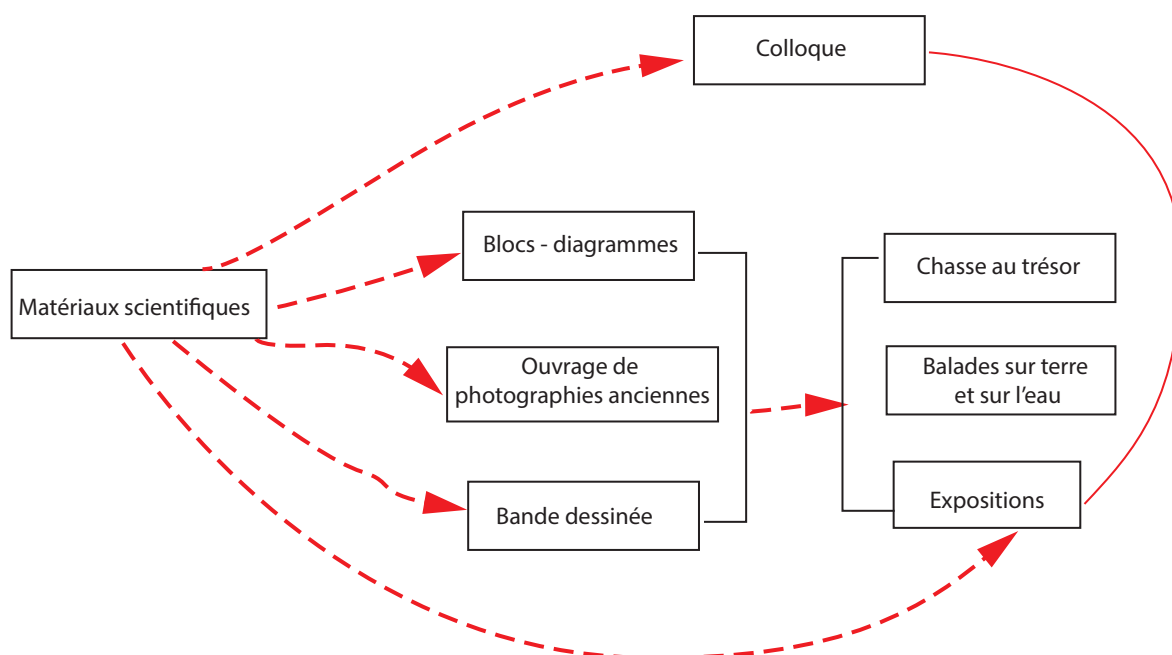 Colloque
Matériaux scientifiques
Blocs - diagrammes
Ouvrage de
photographies anciennes
Bande dessinée
Chasse au trésor
Balades sur terre
et sur l'eau
Expositions